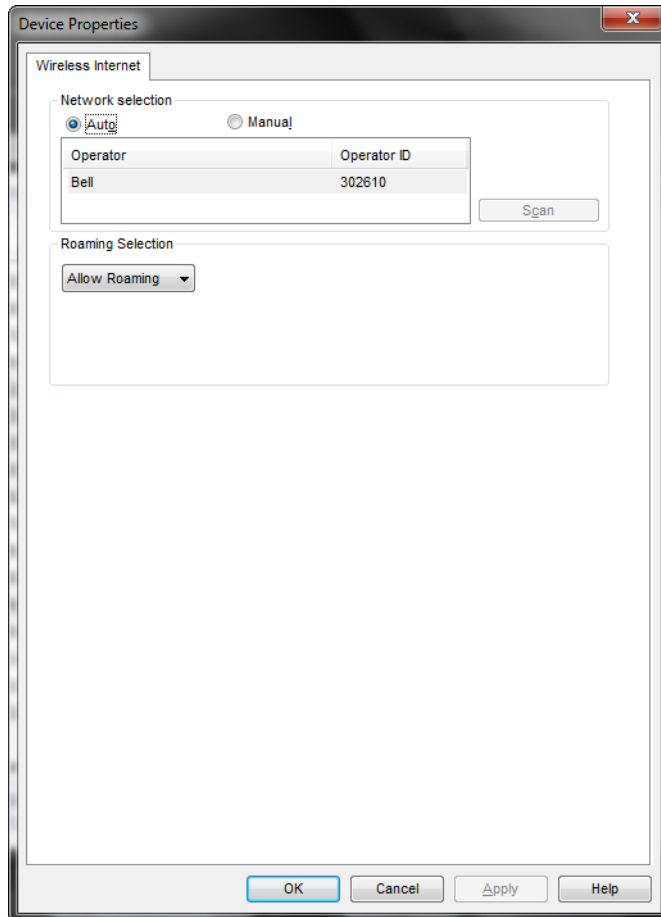 Device Properties
Wireless Internet
Network selection
Auto Manual
Operator Operator ID
Bell 302610
Scan
Roaming Selection
Allow Roaming
OK Cancel Apply Help